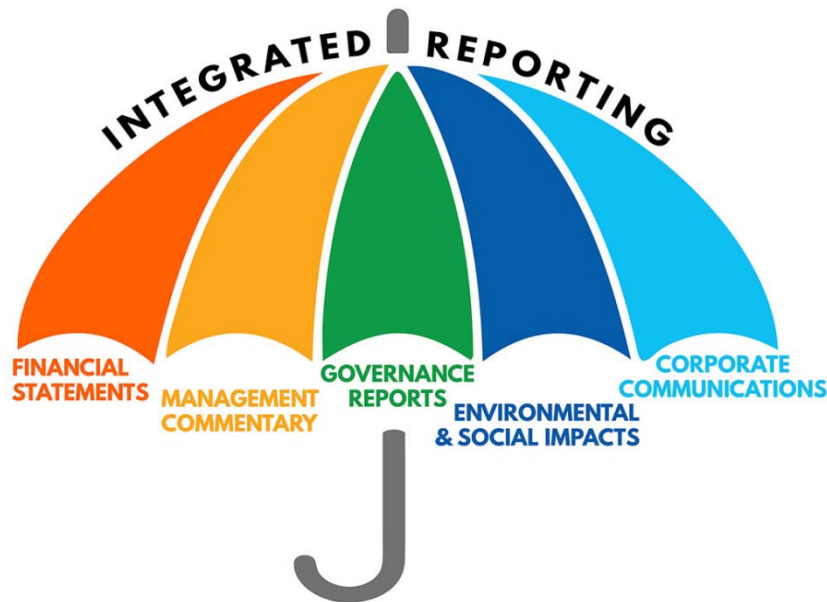 INTEGRATED REPORTING
FINANCIAL
STATEMENTS
MANAGEMENT
COMMENTARY
GOVERNANCE
REPORTS
ENVIRONMENTAL
& SOCIAL IMPACTS
CORPORATE
COMMUNICATIONS